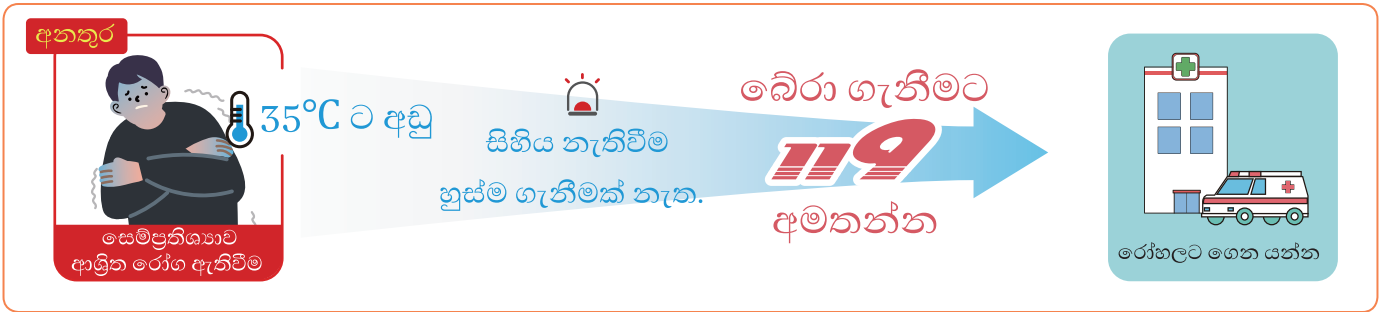 අනතුර
35℃ ට අඩු
සෙම්ප්‍රතිශ්‍යාව
ආශ්‍රිත රෝග ඇතිවීම
සිහිය නැතිවීම
හුස්ම ගැනීමක් නැත.
බේරා ගැනීමට
119
අමතන්න
රෝහලට ගෙන යන්න